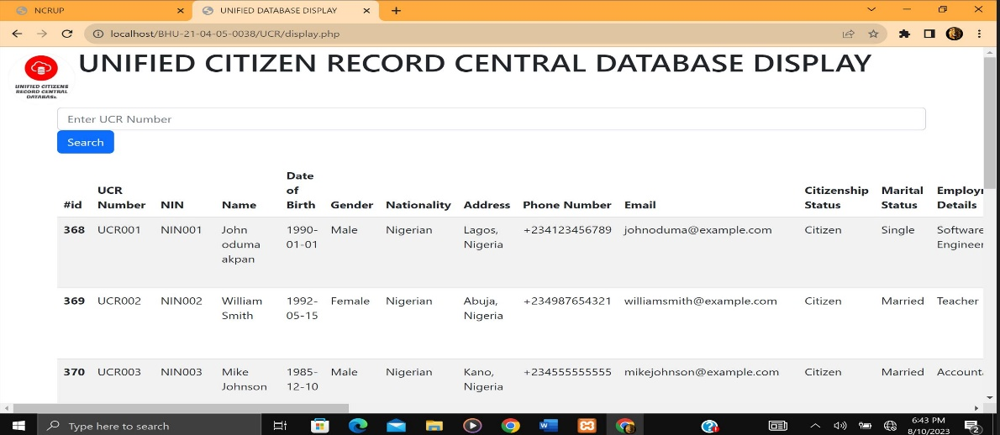 NCRUP
UNIFIED DATABASE DISPLAY
localhost/BHU-21-04-05-0038/UCR/display.php
UNIFIED CITIZENS
RECORD CENTRAL
DATABASE.
UNIFIED CITIZEN RECORD CENTRAL DATABASE DISPLAY
Enter UCR Number
Search
#id UCR Number NIN Name Date of Birth Gender Nationality Address Phone Number Email Citizenship Status Marital Status Employ Details
368 UCR001 NIN001 John 1990- Male Nigerian Lagos, +234123456789 johnoduma@example.com Citizen Single Software
oduma 01-01 Nigeria Engineer
akpan
369 UCR002 NIN002 William 1992- Female Nigerian Abuja, +234987654321 williamsmith@example.com Citizen Married Teacher
Smith 05-15 Nigeria
370 UCR003 NIN003 Mike 1985- Male Nigerian Kano, +234555555555 mikejohnson@example.com Citizen Married Account
Johnson 12-10 Nigeria
Type here to search
6:43 PM
8/10/2023
2